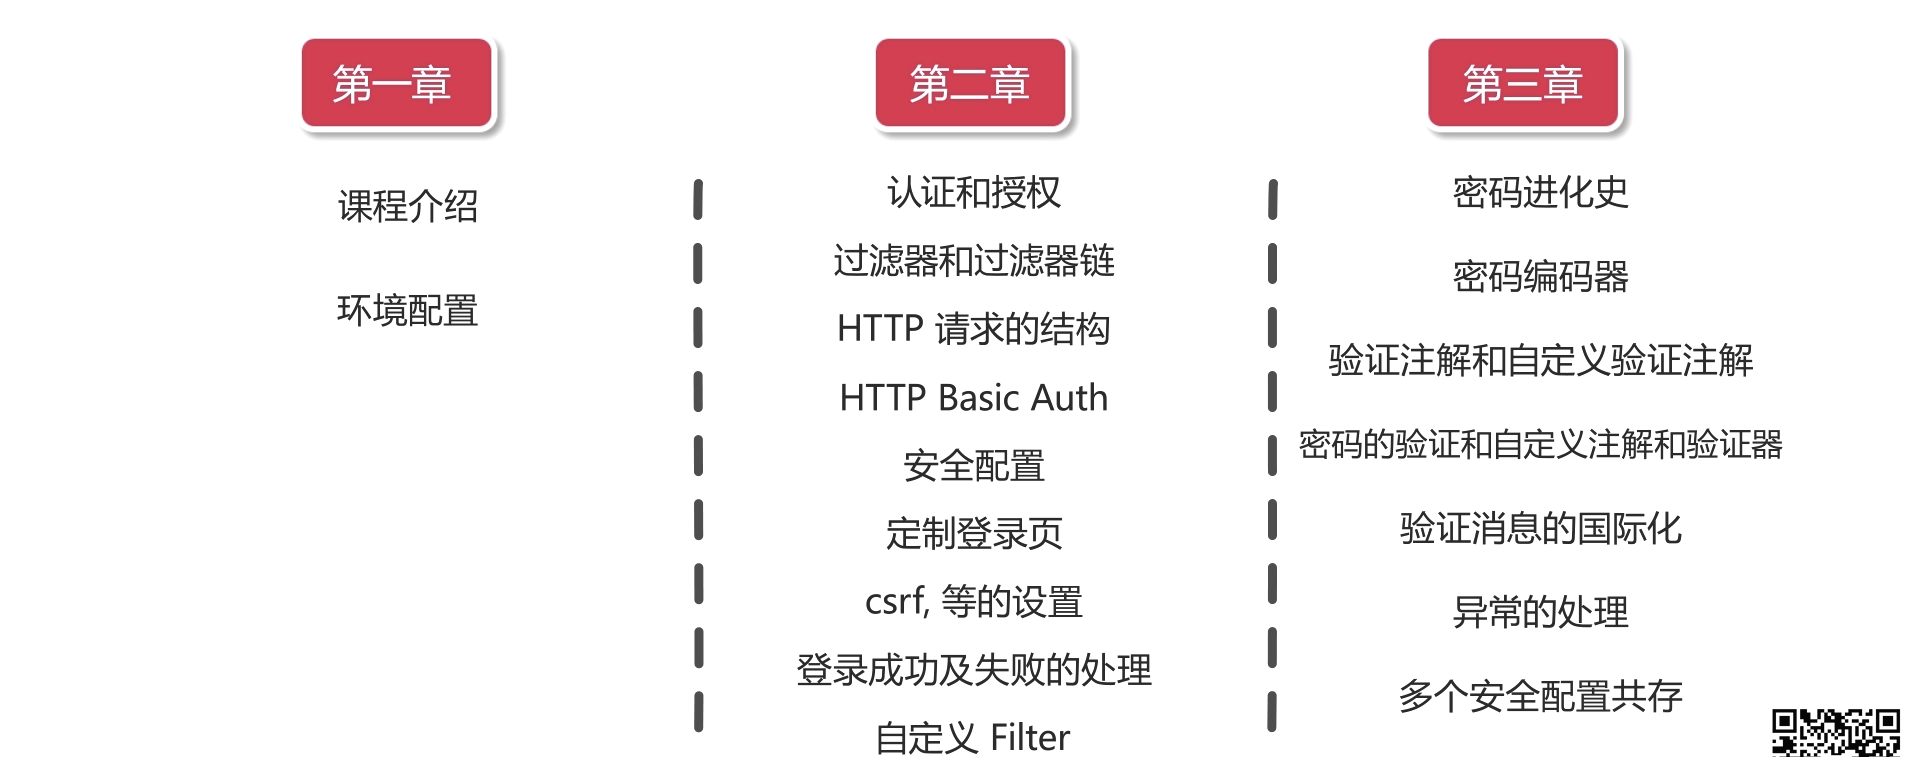 第一章
课程介绍
环境配置
第二章
认证和授权
过滤器和过滤器链
HTTP 请求的结构
HTTP Basic Auth
安全配置
定制登录页
csrf, 等的设置
登录成功及失败的处理
自定义 Filter
第三章
密码进化史
密码编码器
验证注解和自定义验证注解
密码的验证和自定义注解和验证器
验证消息的国际化
异常的处理
多个安全配置共存